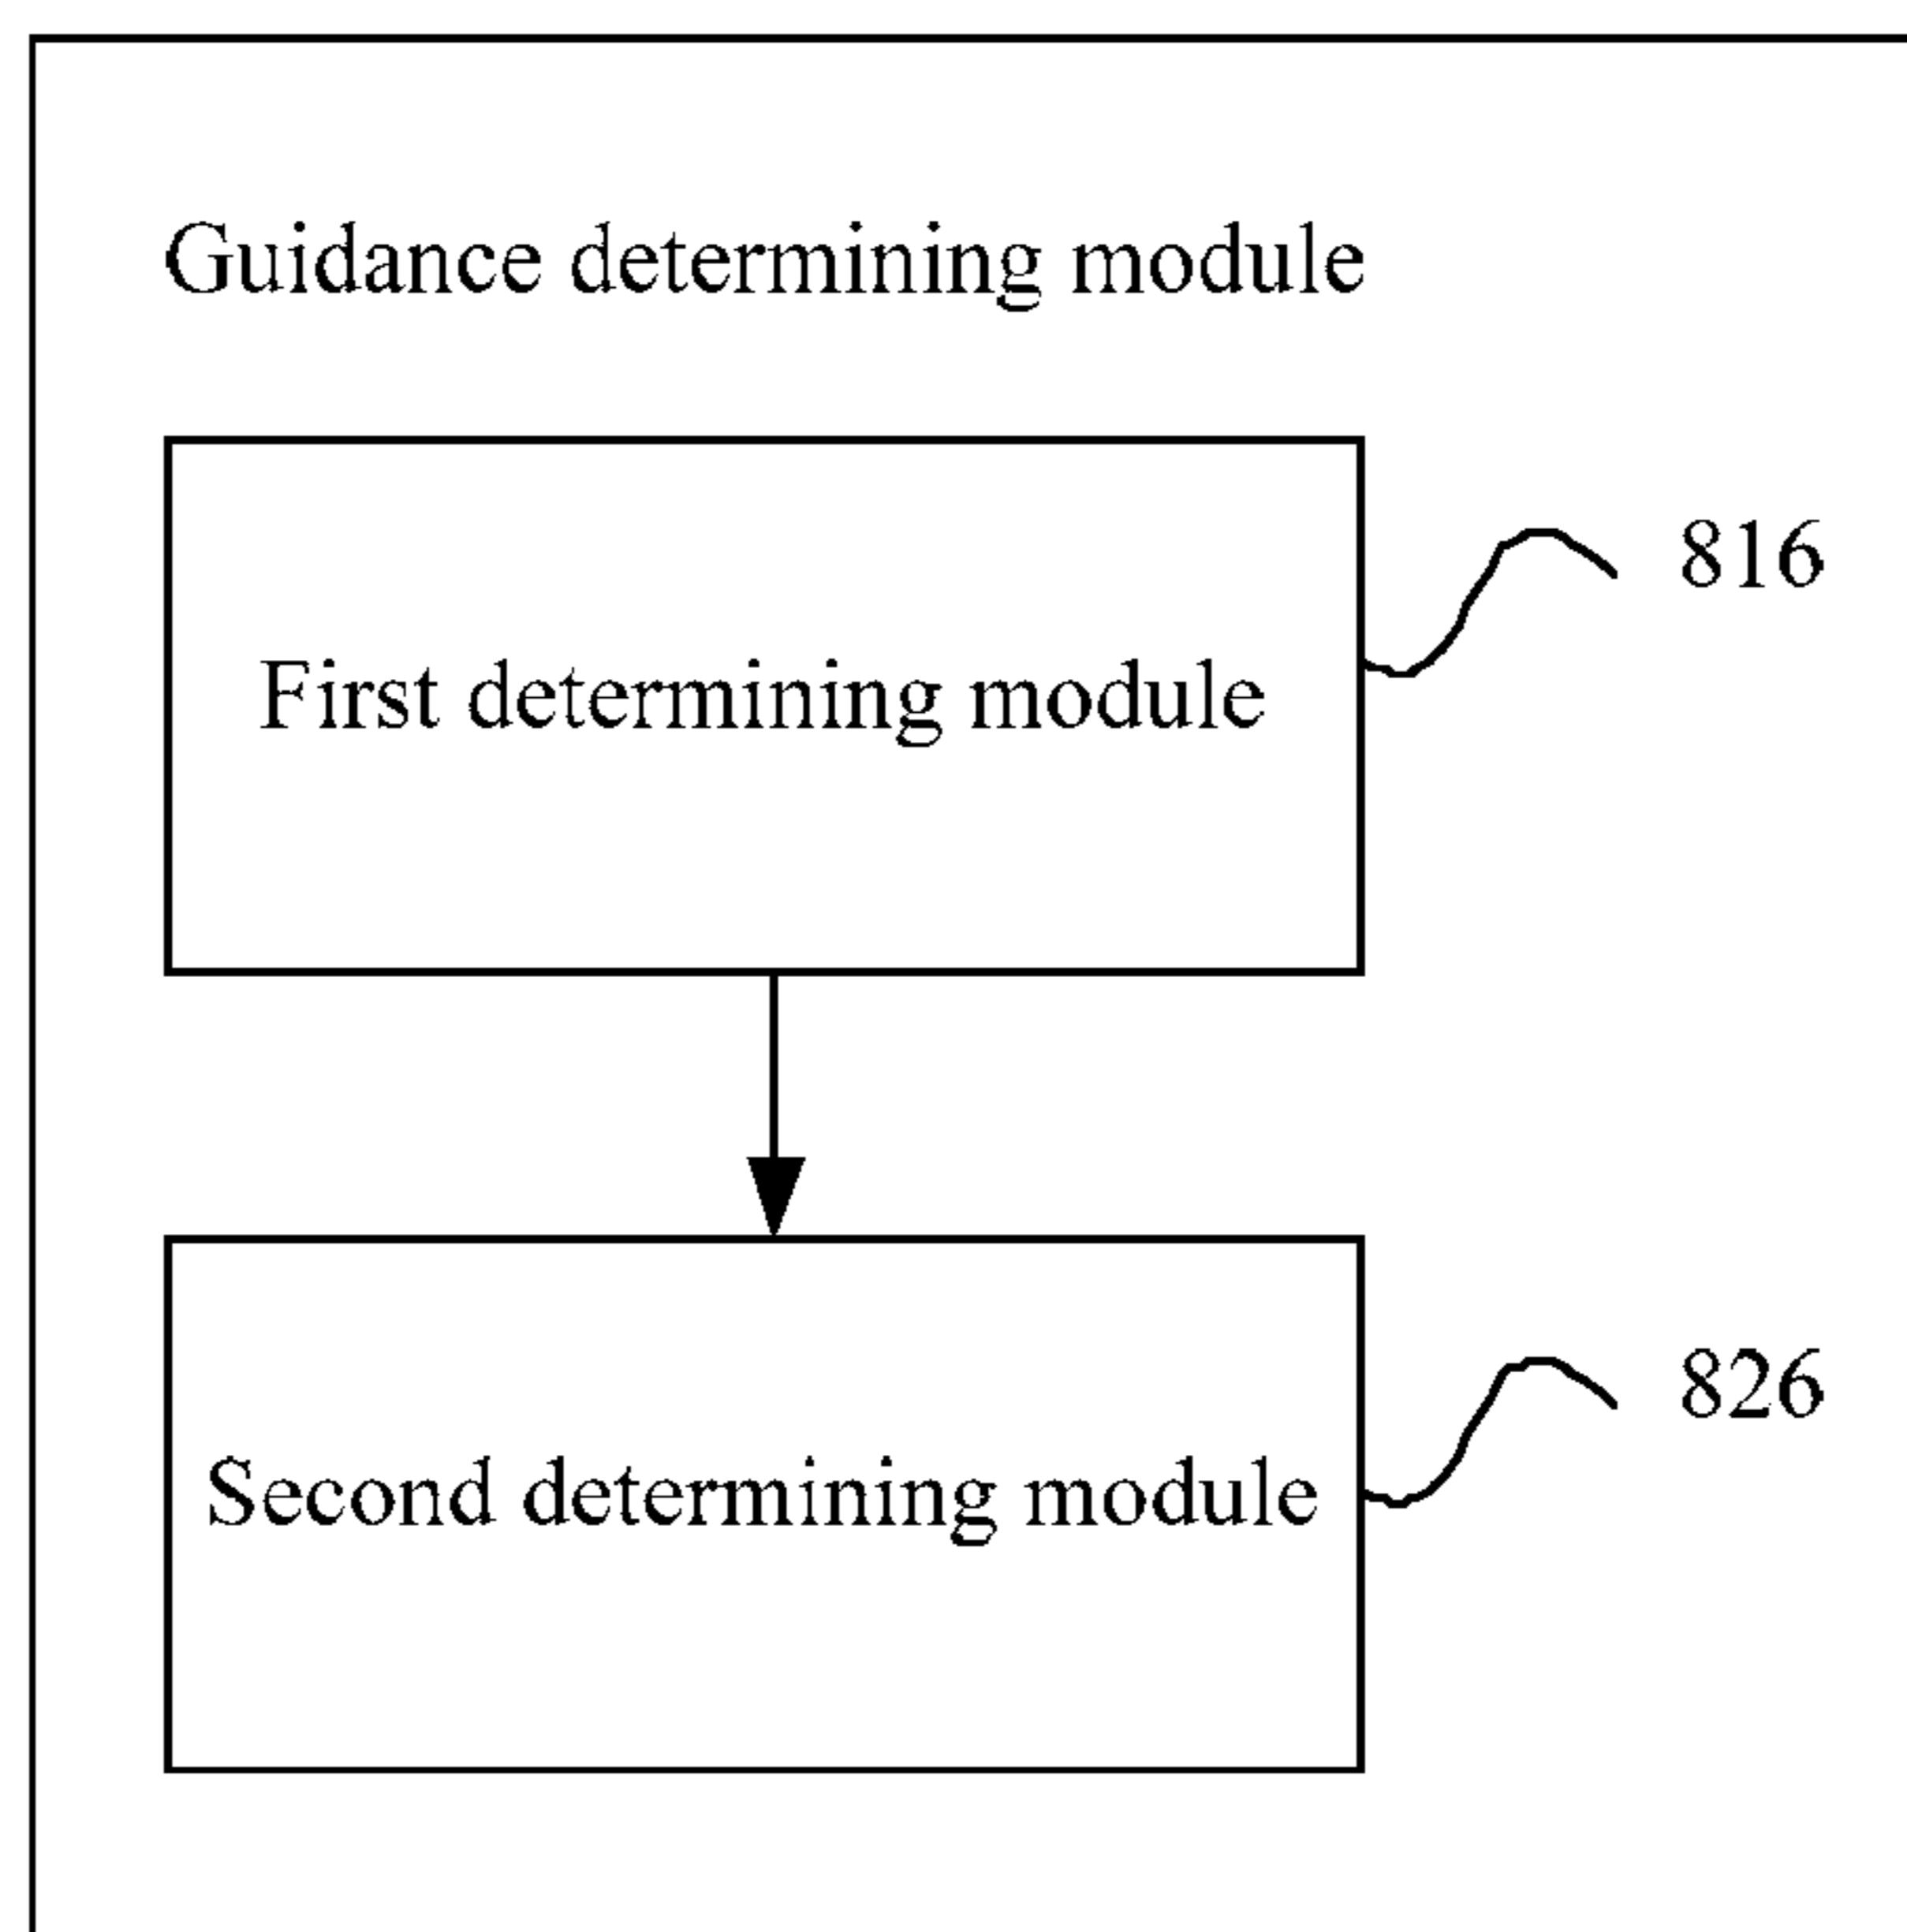 Guidance determining module
816
First determining module
826
Second determining module